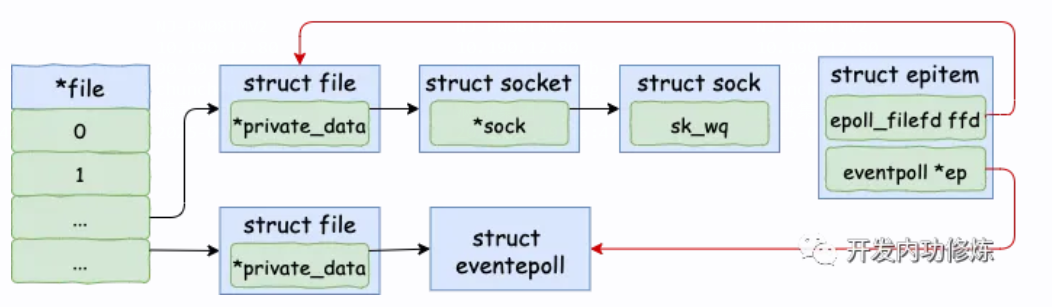 *file
0
1
...
...
struct file
*private_data
struct socket
*sock
struct sock
sk_wq
struct epitem
epoll_filefd ffd
eventpoll *ep
struct file
*private_data
struct
eventepoll
开发内功修炼